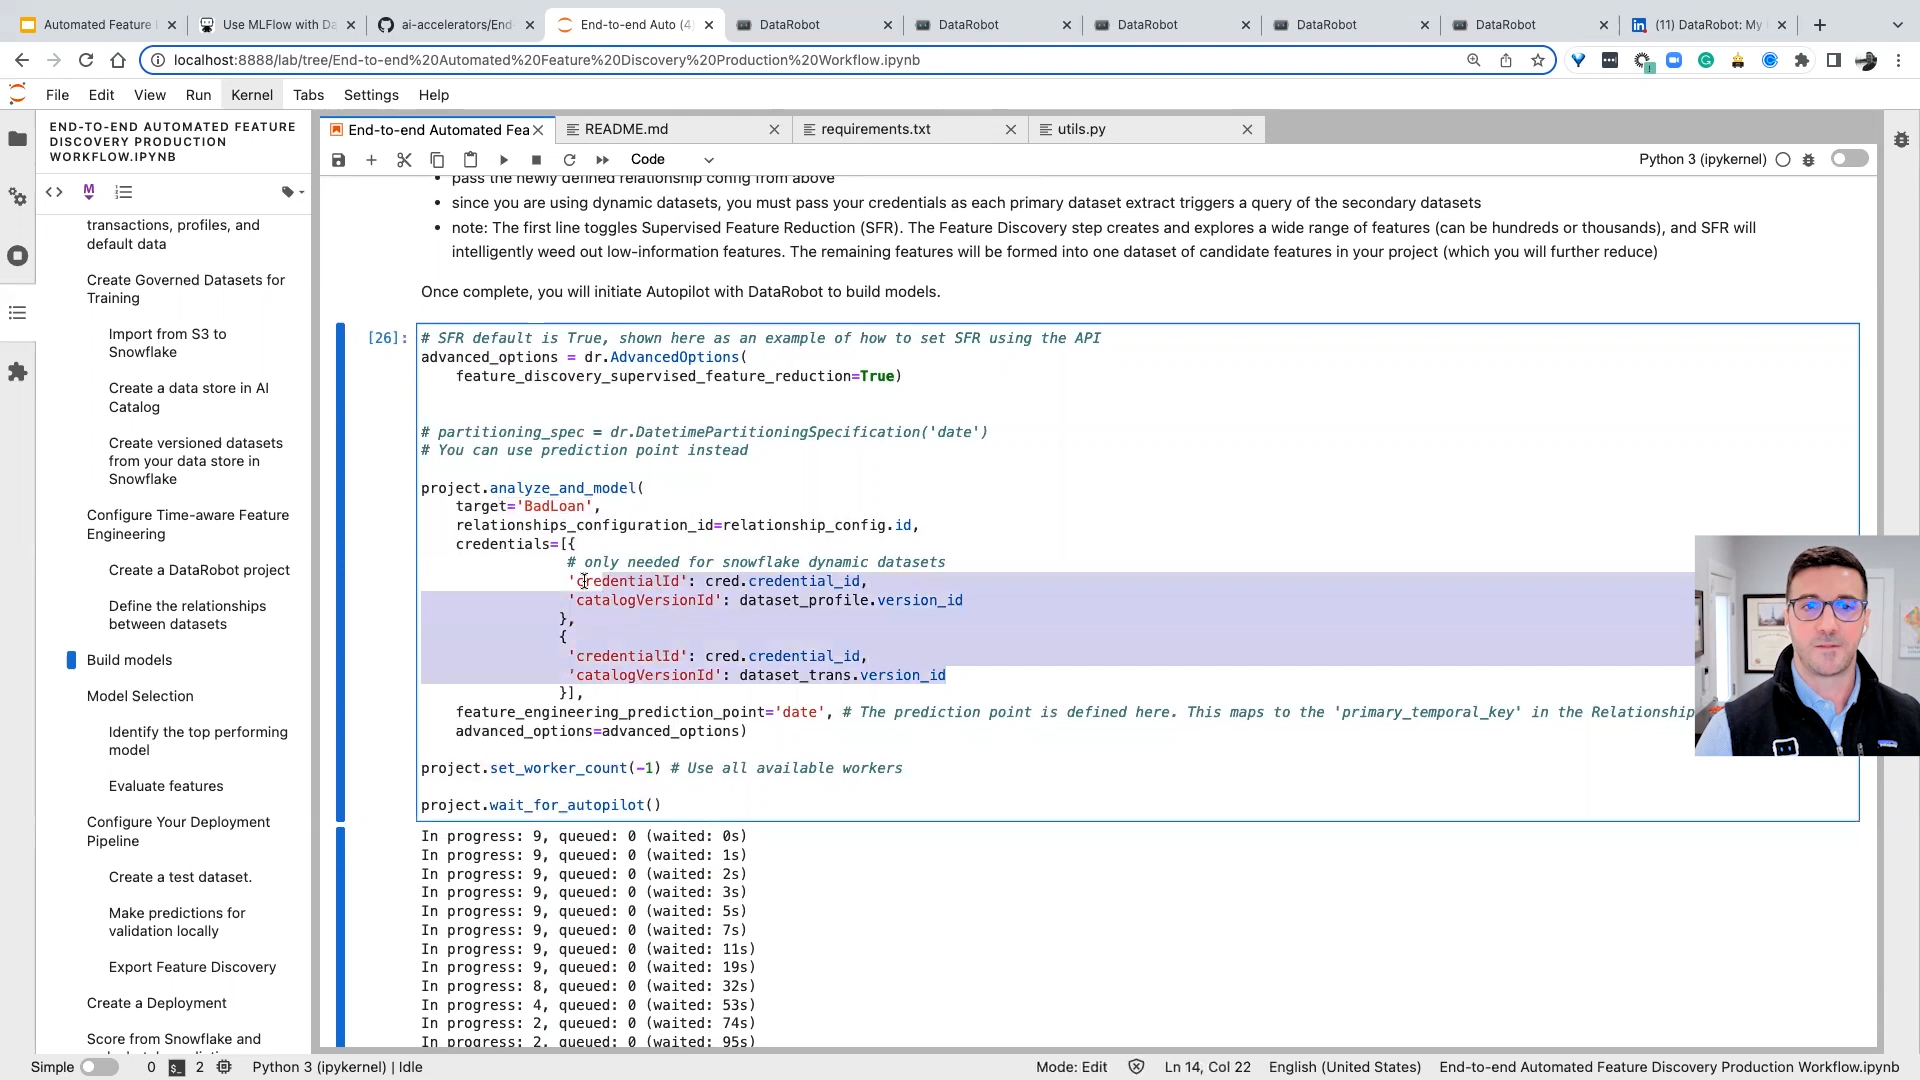 Automated Feature
Use MLFlow with Da
ai-accelerators/End-
End-to-end Auto (4
DataRobot
DataRobot
DataRobot
DataRobot
DataRobot
(11) DataRobot: My
localhost:8888/lab/tree/End-to-end%20Automated%20Feature%20Discovery%20Production%20Workflow.ipynb
File Edit View Run Kernel Tabs Settings Help
END-TO-END AUTOMATED FEATURE
DISCOVERY PRODUCTION
WORKFLOW.IPYNB
transactions, profiles, and
default data
Create Governed Datasets for
Training
Import from S3 to
Snowflake
Create a data store in AI
Catalog
Create versioned datasets
from your data store in
Snowflake
Configure Time-aware Feature
Engineering
Create a DataRobot project
Define the relationships
between datasets
Build models
Model Selection
Identify the top performing
model
Evaluate features
Configure Your Deployment
Pipeline
Create a test dataset.
Make predictions for
validation locally
Export Feature Discovery
Create a Deployment
Score from Snowflake and
End-to-end Automated Fea
README.md
requirements.txt
utils.py
Code
Python 3 (ipykernel)
• pass the newly defined relationship config from above
• since you are using dynamic datasets, you must pass your credentials as each primary dataset extract triggers a query of the secondary datasets
• note: The first line toggles Supervised Feature Reduction (SFR). The Feature Discovery step creates and explores a wide range of features (can be hundreds or thousands), and SFR will
intelligently weed out low-information features. The remaining features will be formed into one dataset of candidate features in your project (which you will further reduce)
Once complete, you will initiate Autopilot with DataRobot to build models.
[26]:
# SFR default is True, shown here as an example of how to set SFR using the API
advanced_options = dr.AdvancedOptions(
feature_discovery_supervised_feature_reduction=True)
# partitioning_spec = dr.DatetimePartitioningSpecification('date')
# You can use prediction point instead
project.analyze_and_model(
target='BadLoan',
relationships_configuration_id=relationship_config.id,
credentials=[{
# only needed for snowflake dynamic datasets
'credentialId': cred.credential_id,
'catalogVersionId': dataset_profile.version_id
},
{
'credentialId': cred.credential_id,
'catalogVersionId': dataset_trans.version_id
}],
feature_engineering_prediction_point='date', # The prediction point is defined here. This maps to the 'primary_temporal_key' in the Relationship
advanced_options=advanced_options)
project.set_worker_count(-1) # Use all available workers
project.wait_for_autopilot()
In progress: 9, queued: 0 (waited: 0s)
In progress: 9, queued: 0 (waited: 1s)
In progress: 9, queued: 0 (waited: 2s)
In progress: 9, queued: 0 (waited: 3s)
In progress: 9, queued: 0 (waited: 5s)
In progress: 9, queued: 0 (waited: 7s)
In progress: 9, queued: 0 (waited: 11s)
In progress: 9, queued: 0 (waited: 19s)
In progress: 8, queued: 0 (waited: 32s)
In progress: 4, queued: 0 (waited: 53s)
In progress: 2, queued: 0 (waited: 74s)
In progress: 2, queued: 0 (waited: 95s)
Simple 0 2 Python 3 (ipykernel) | Idle
Mode: Edit Ln 14, Col 22 English (United States) End-to-end Automated Feature Discovery Production Workflow.ipynb